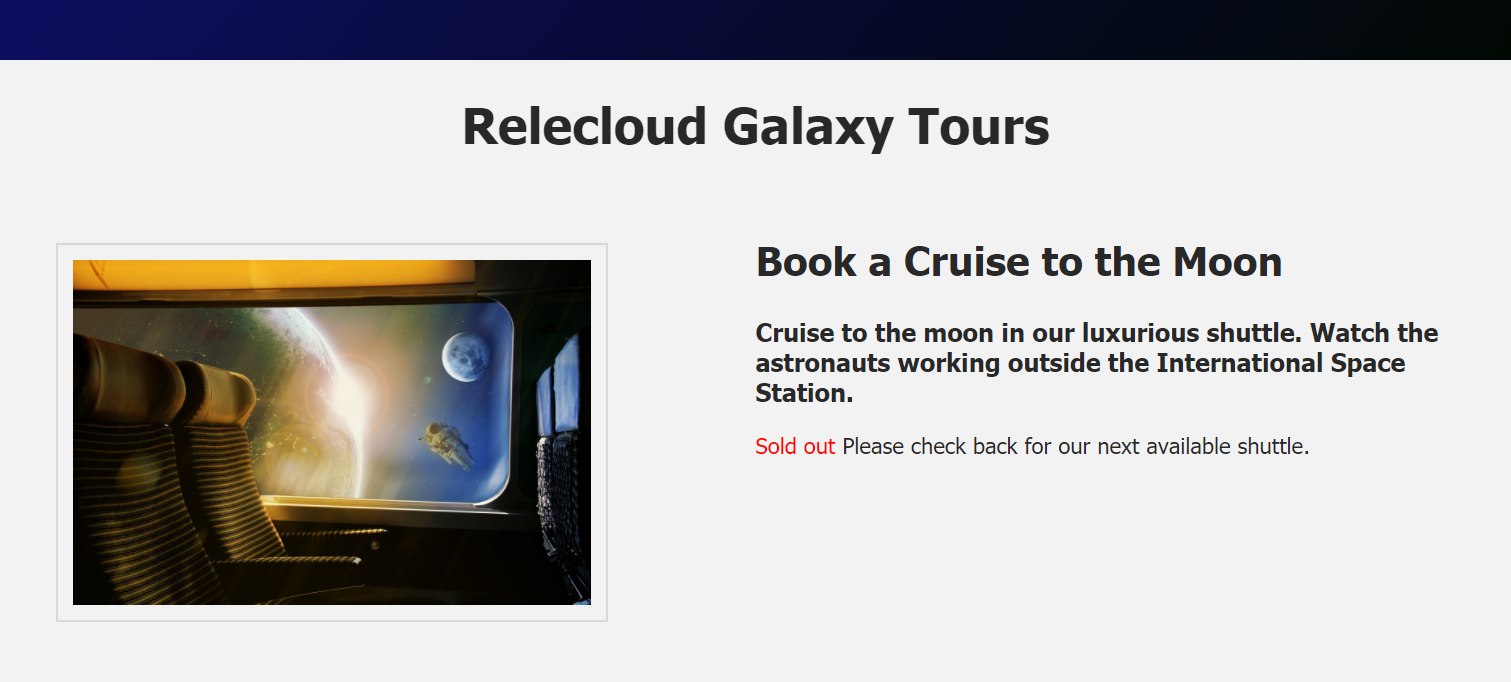 Relecloud Galaxy Tours
Book a Cruise to the Moon
Cruise to the moon in our luxurious shuttle. Watch the
astronauts working outside the International Space
Station.
Sold out Please check back for our next available shuttle.